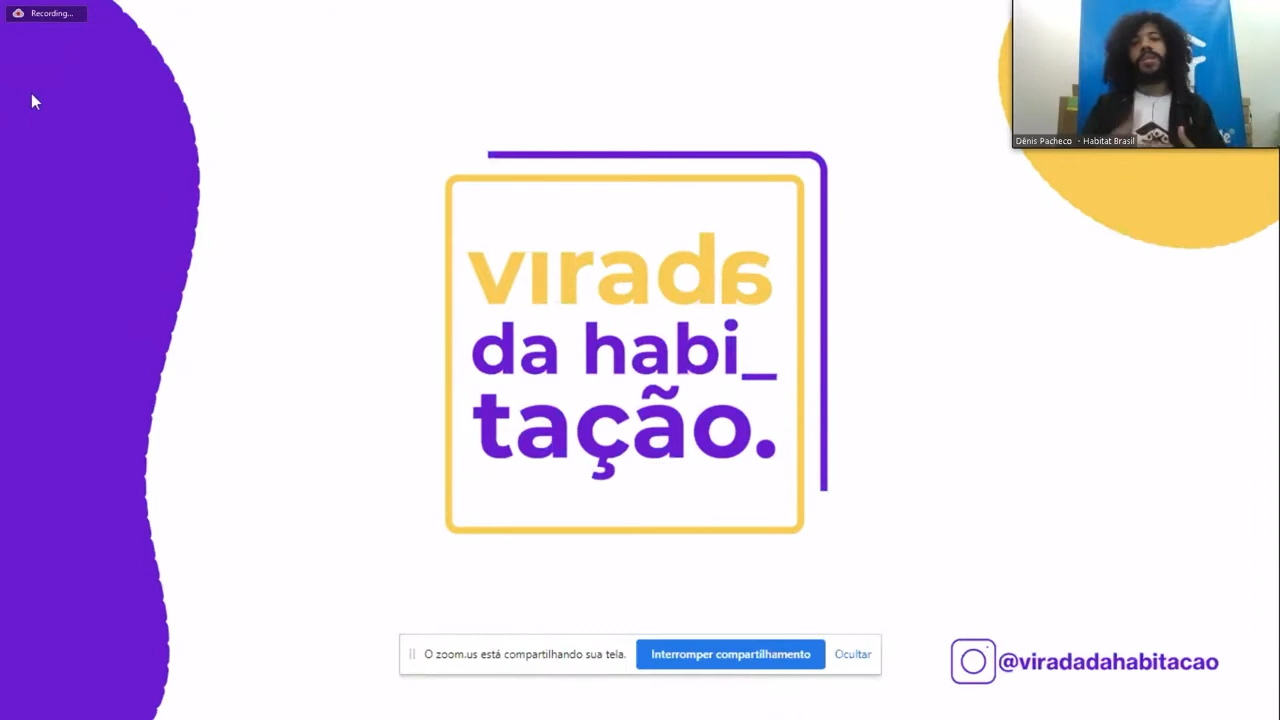 Recording...
Dênis Pacheco - Habitat Brasil
virada
da habi_
tação.
O zoom.us está compartilhando sua tela. Interromper compartilhamento Ocultar
@viradadahabitacao